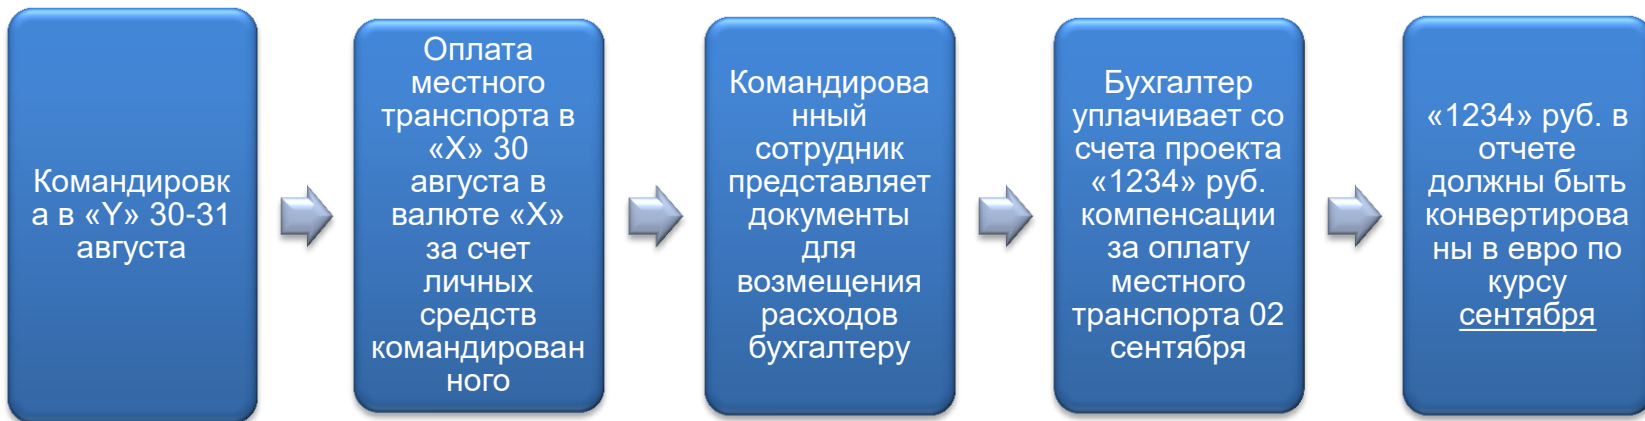 Командировк
а в «Y» 30-31
августа
Оплата
местного
транспорта в
«X» 30
августа в
валюте «X»
за счет
личных
средств
командирован
ного
Командирова
нный
сотрудник
представляет
документы
для
возмещения
расходов
бухгалтеру
Бухгалтер
уплачивает со
счета проекта
«1234» руб.
компенсации
за оплату
местного
транспорта 02
сентября
«1234» руб. в
отчете
должны быть
конвертирова
ны в евро по
курсу
сентября